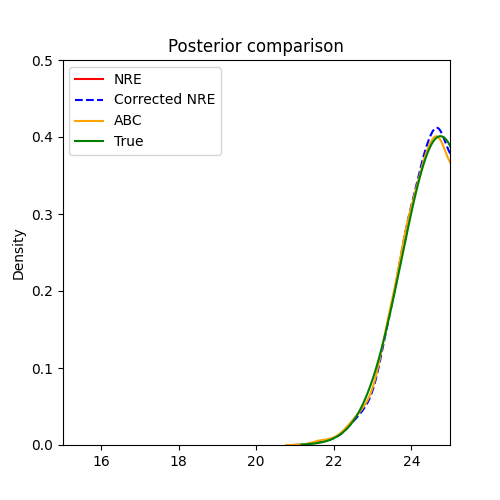 Posterior comparison
0.5
NRE
Corrected NRE
ABC
True
0.4
0.3
Density
0.2
0.1
0.0
16 18 20 22 24